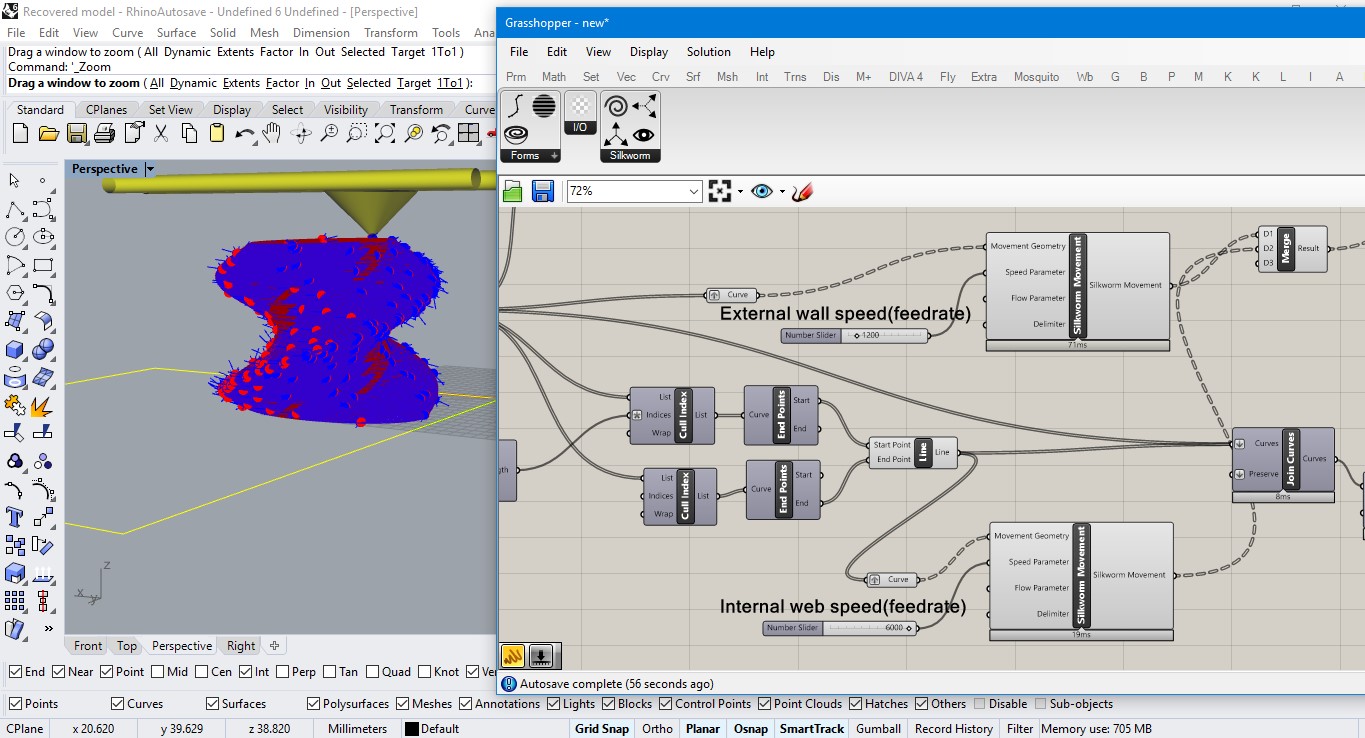 Recovered model - RhinoAutosave - Undefined 6 Undefined - [Perspective]
File Edit View Curve Surface Solid Mesh Dimension Transform Tools Ana
Drag a window to zoom ( All Dynamic Extents Factor In Out Selected Target 1To1 )
Command: '_Zoom
Drag a window to zoom ( All Dynamic Extents Factor In Out Selected Target 1To1 ):
Standard CPlanes Set View Display Select Visibility Transform Curve
Perspective
z
x
y
Front Top Perspective Right
End Near Point Mid Cen Int Perp Tan Quad Knot Ve
Grasshopper - new*
File Edit View Display Solution Help
Prm Math Set Vec Crv Srf Msh Int Trns Dis M+ DIVA 4 Fly Extra Mosquito Wb G B P M K K L I A
Forms I/O Silkworm
72%
Movement Geometry
Speed Parameter
Flow Parameter
Delimiter
Silkworm Movement
Silkworm Movement
71ms
D1
D2
D3
Merge
Result
Curve
External wall speed(feedrate)
Number Slider 1200
List
Indices
Wrap
Cull Index
List
Curve
End Points
Start
End
Start Point
End Point
Line
Line
List
Indices
Wrap
Cull Index
List
Curve
End Points
Start
End
Curves
Preserve
Join Curves
Curves
8ms
Movement Geometry
Speed Parameter
Flow Parameter
Delimiter
Silkworm Movement
Silkworm Movement
19ms
Curve
Internal web speed(feedrate)
Number Slider 6000
Autosave complete (56 seconds ago)
Points Curves Surfaces Polysurfaces Meshes Annotations Lights Blocks Control Points Point Clouds Hatches Others Disable Sub-objects
CPlane x 20.620 y 39.629 z 38.820 Millimeters Default Grid Snap Ortho Planar Osnap SmartTrack Gumball Record History Filter Memory use: 705 MB